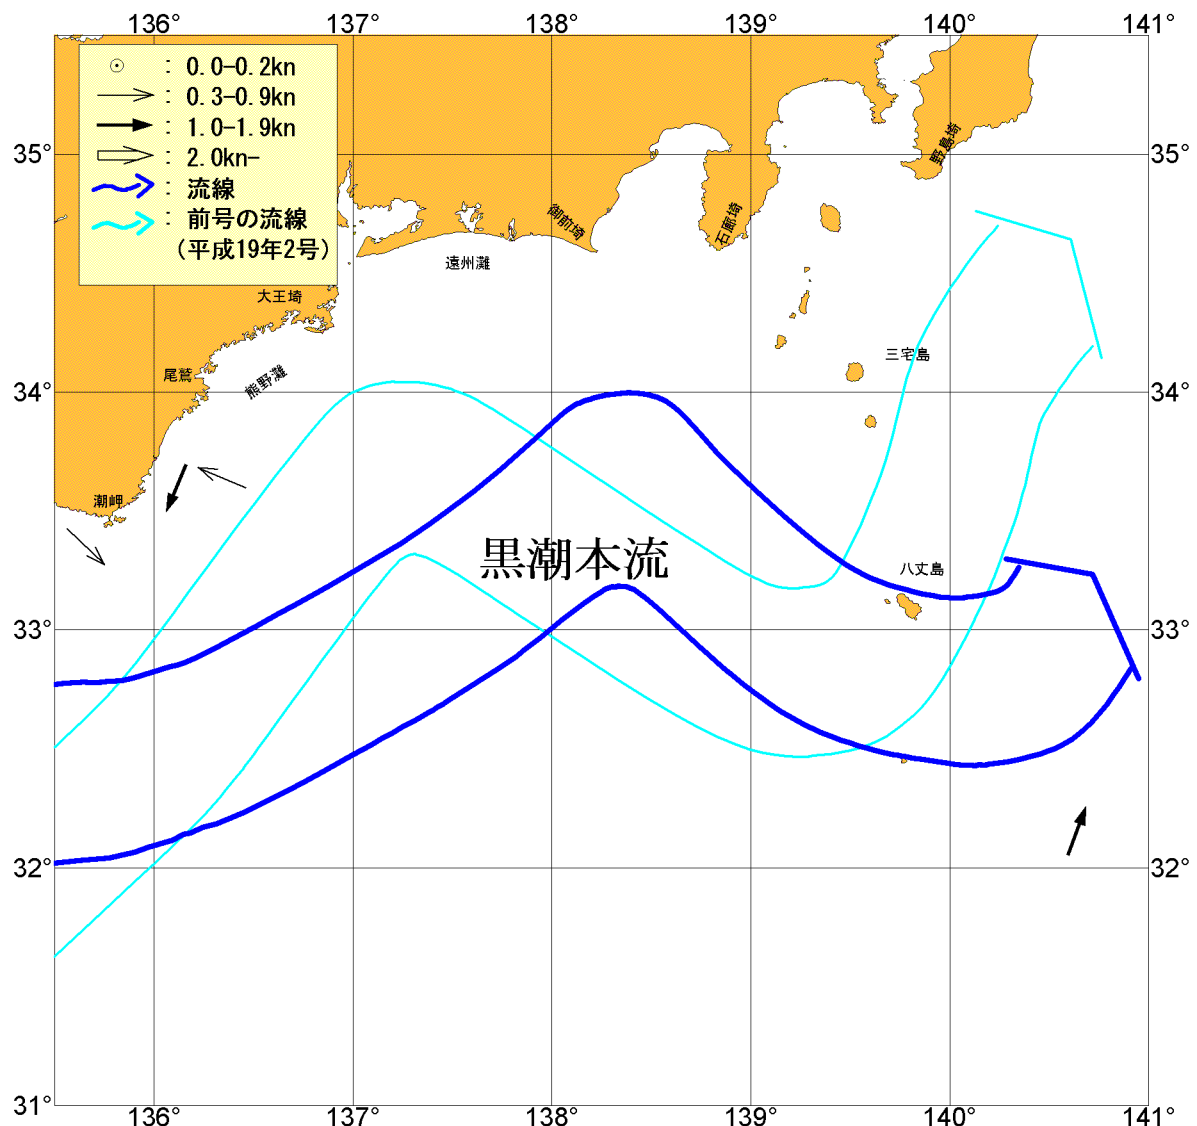 136° 137° 138° 139° 140° 141°
: 0.0-0.2kn
: 0.3-0.9kn
: 1.0-1.9kn
: 2.0kn-
: 流線
: 前号の流線
(平成19年2号)
35° 35°
野島埼
御前埼
石廊埼
遠州灘
大王埼
三宅島
尾鷲
熊野灘
34° 34°
潮岬
黒潮本流
八丈島
33° 33°
32° 32°
31° 31°
136° 137° 138° 139° 140° 141°